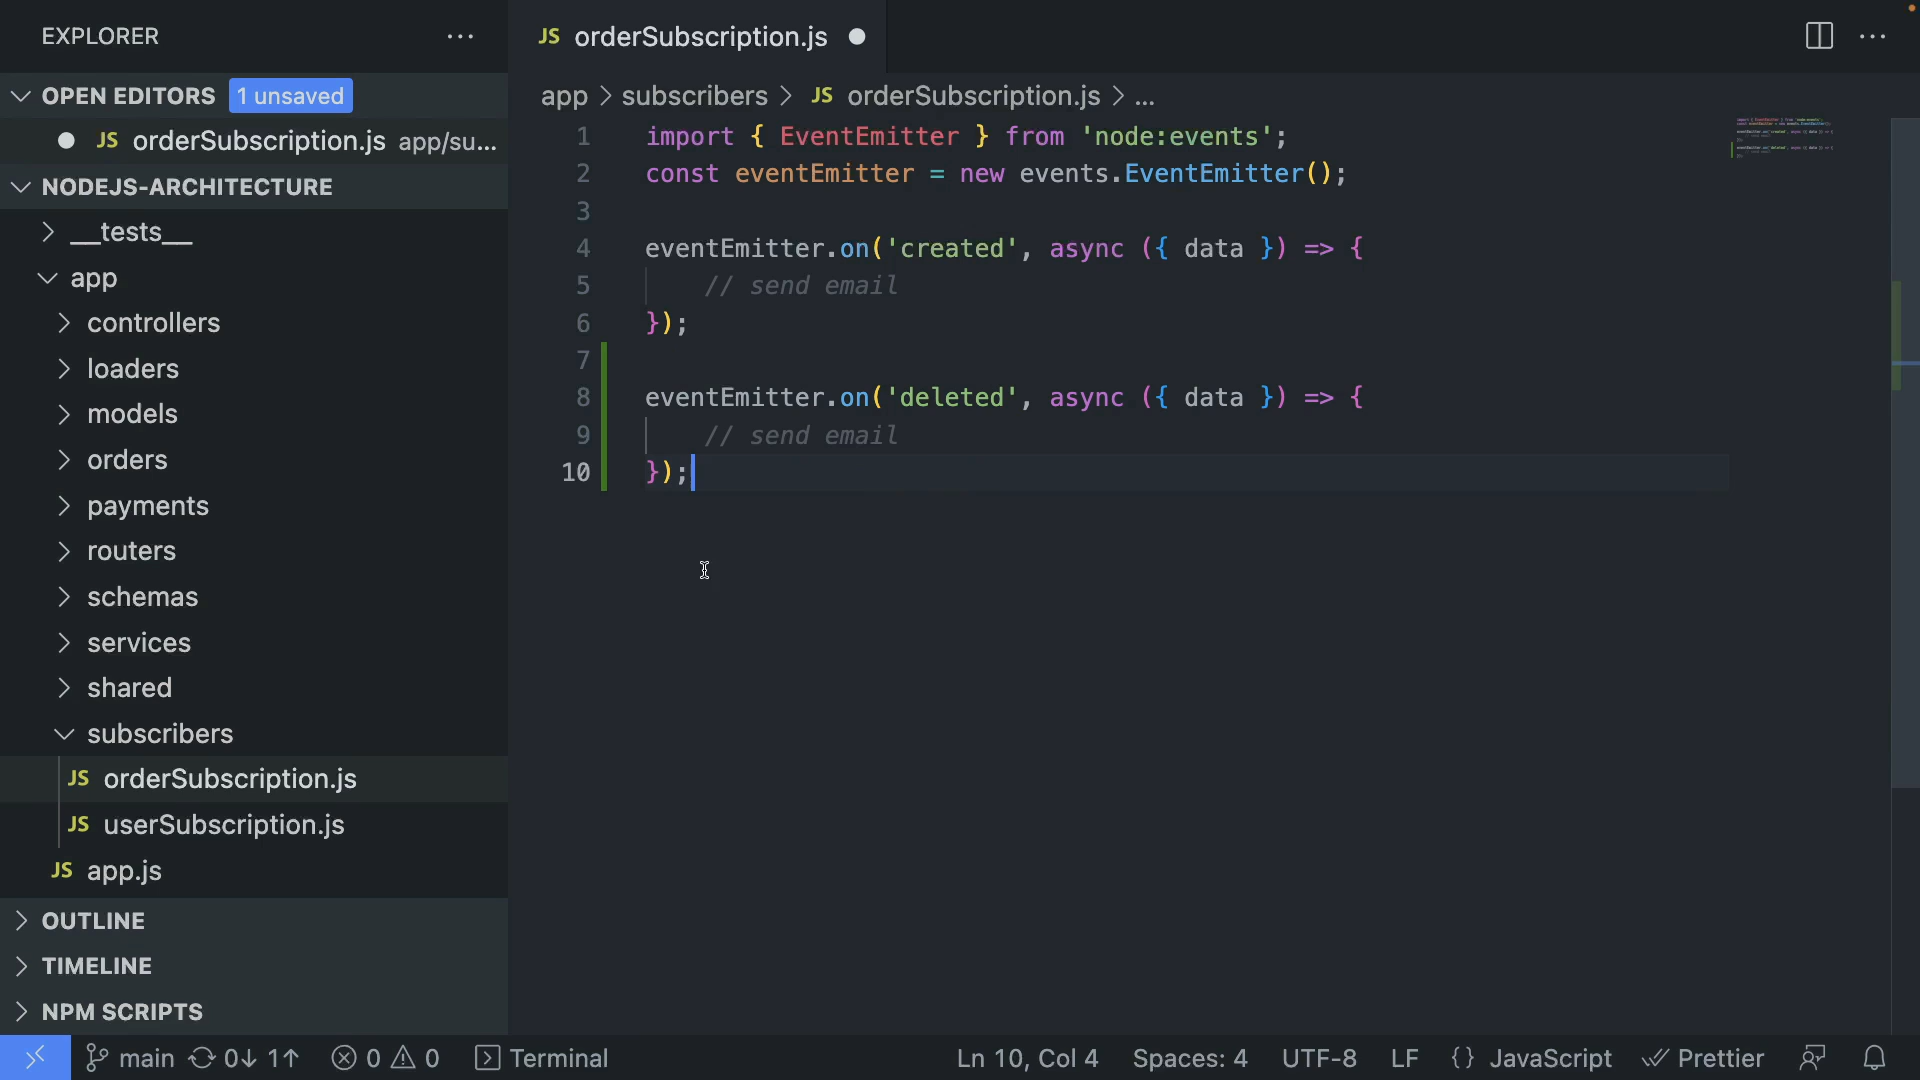 EXPLORER
OPEN EDITORS 1 unsaved
JS orderSubscription.js app/su...
NODEJS-ARCHITECTURE
__tests__
app
controllers
loaders
models
orders
payments
routers
schemas
services
shared
subscribers
JS orderSubscription.js
JS userSubscription.js
JS app.js
OUTLINE
TIMELINE
NPM SCRIPTS
JS orderSubscription.js
app > subscribers > JS orderSubscription.js > ...
1 import { EventEmitter } from 'node:events';
2 const eventEmitter = new events.EventEmitter();
3
4 eventEmitter.on('created', async ({ data }) => {
5 // send email
6 });
7
8 eventEmitter.on('deleted', async ({ data }) => {
9 // send email
10 });
main 0↓ 1↑ 0 0 Terminal Ln 10, Col 4 Spaces: 4 UTF-8 LF {} JavaScript Prettier